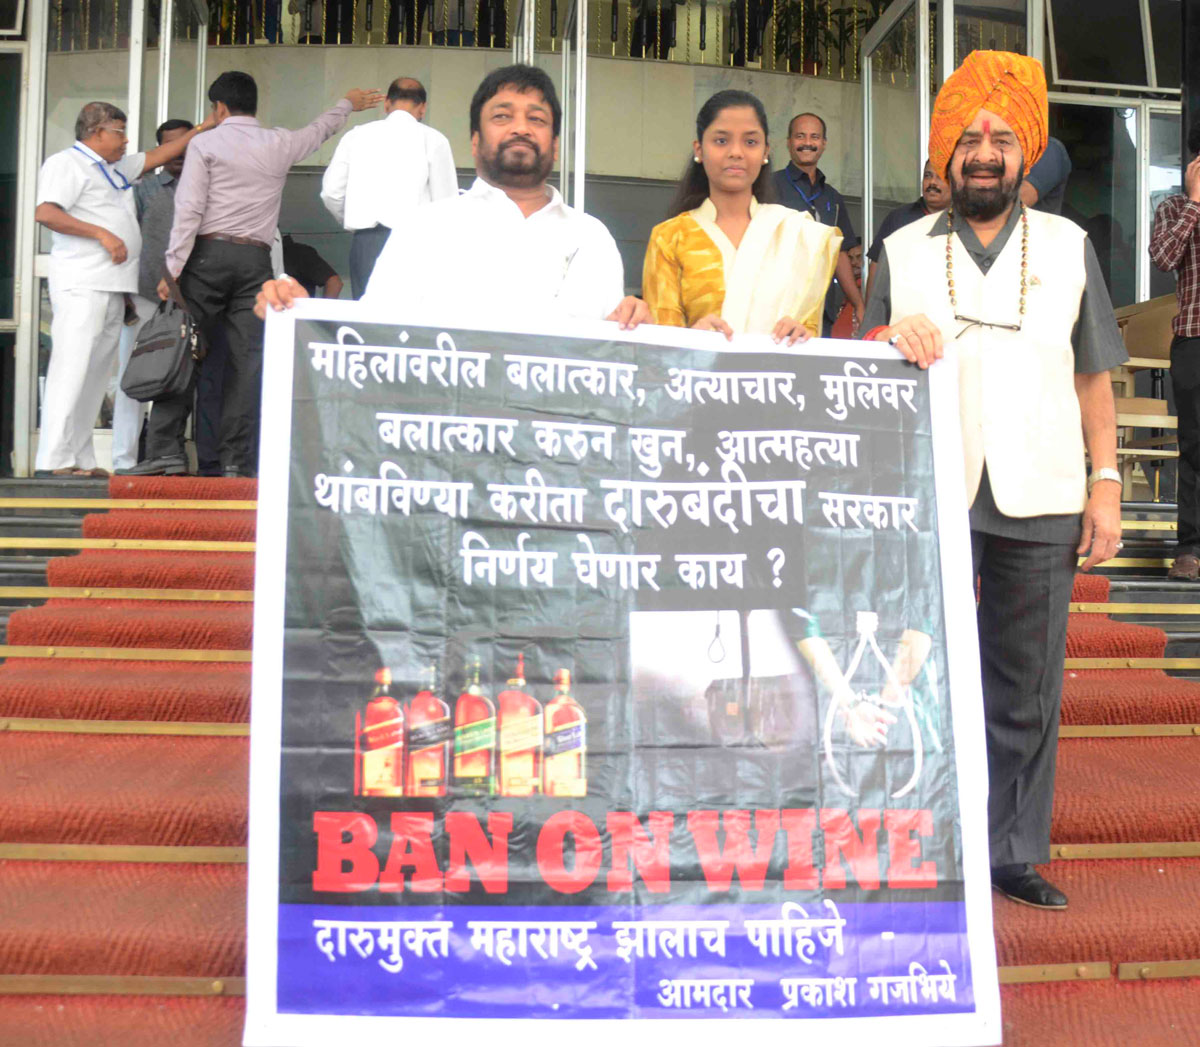 महिलांवरील बलात्कार, अत्याचार, मुलिंवर
बलात्कार करुन खुन, आत्महत्या
थांबविण्या करीता दारुबंदीचा सरकार
निर्णय घेणार काय ?
BAN ON WINE
दारुमुक्त महाराष्ट्र झालाच पाहिजे -
आमदार प्रकाश गजभिये